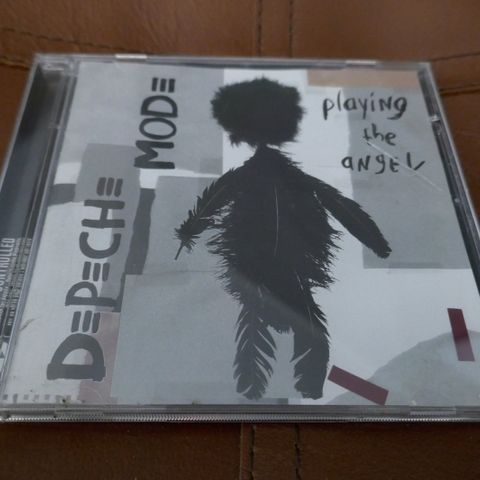 DEPECHE MODE
playing
the
angel